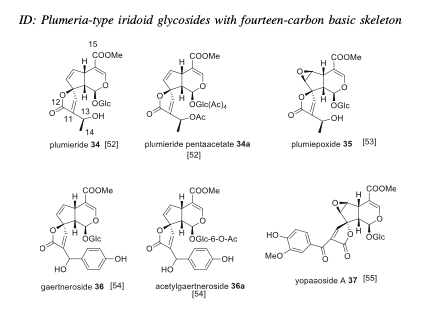 ID: Plumeria-type iridoid glycosides with fourteen-carbon basic skeleton
15
COOMe
H
O
O
12
H
OGlc
O
13
OH
11
14
plumieride 34 [52]
COOMe
H
O
O
H
OGlc(Ac)4
O
OAc
plumieride pentaacetate 34a
[52]
COOMe
O
H
O
O
H
OGlc
O
OH
plumiepoxide 35 [53]
COOMe
H
O
O
H
OGlc
O
HO
OH
gaertneroside 36 [54]
COOMe
H
O
O
H
OGlc-6-O-Ac
O
HO
OH
acetylgaertneroside 36a
[54]
COOMe
O
H
O
H
O
OGlc
HO
MeO
O
O
yopaaoside A 37 [55]